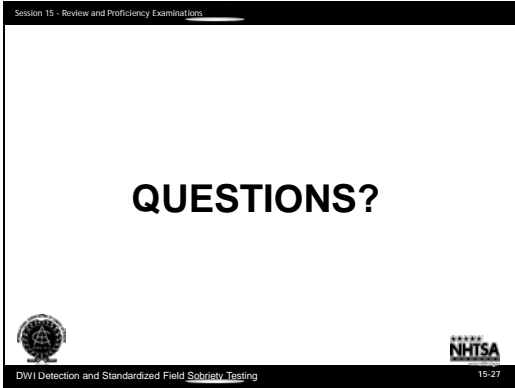 Session 15 - Review and Proficiency Examinations
QUESTIONS?
NHTSA
DWI Detection and Standardized Field Sobriety Testing
15-27